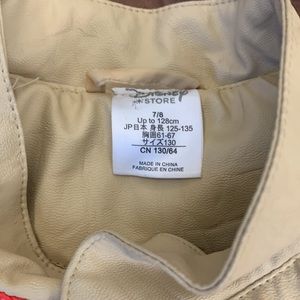 Disney
STORE
7/8
Up to 128cm
JP日本 身長 125-135
胸囲61-67
サイズ130
CN 130/64
MADE IN CHINA
FABRIQUE EN CHINE